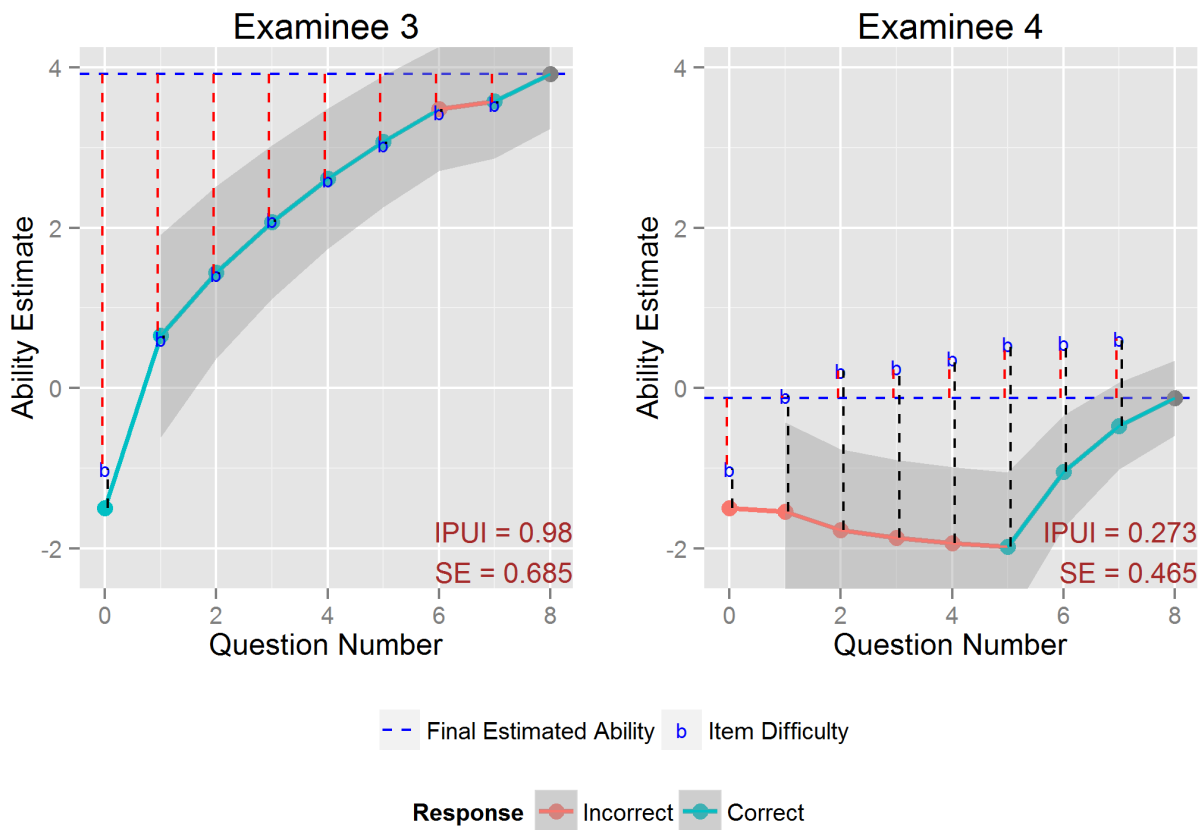 Examinee 3
Ability Estimate
4
2
0
-2
b
b
b
b
b
b
b
b
IPUI = 0.98
SE = 0.685
0 2 4 6 8
Question Number
Examinee 4
Ability Estimate
4
2
0
-2
b
b
b
b
b
b
b
b
IPUI = 0.273
SE = 0.465
0 2 4 6 8
Question Number
Final Estimated Ability b Item Difficulty
Response Incorrect Correct